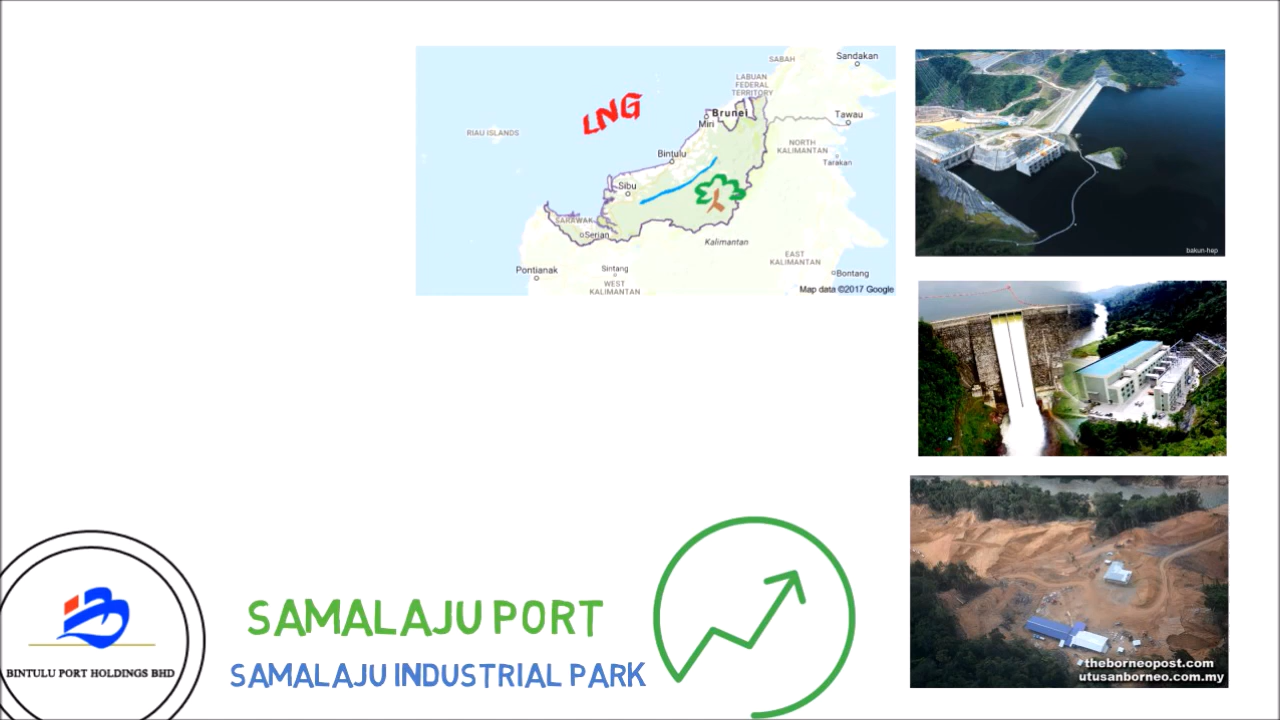 SABAH
Sandakan
LABUAN
FEDERAL
TERRITORY
LNG
Brunei
Miri
Tawau
RIAU ISLANDS
NORTH
KALIMANTAN
Bintulu
Tarakan
Sibu
SARAWAK
Serian
Kalimantan
EAST
KALIMANTAN
Pontianak
Sintang
Bontang
WEST
KALIMANTAN
Map data ©2017 Google
bakun-hep
SAMALAJU PORT
SAMALAJU INDUSTRIAL PARK
BINTULU PORT HOLDINGS BHD
theborneopost.com
utusanborneo.com.my